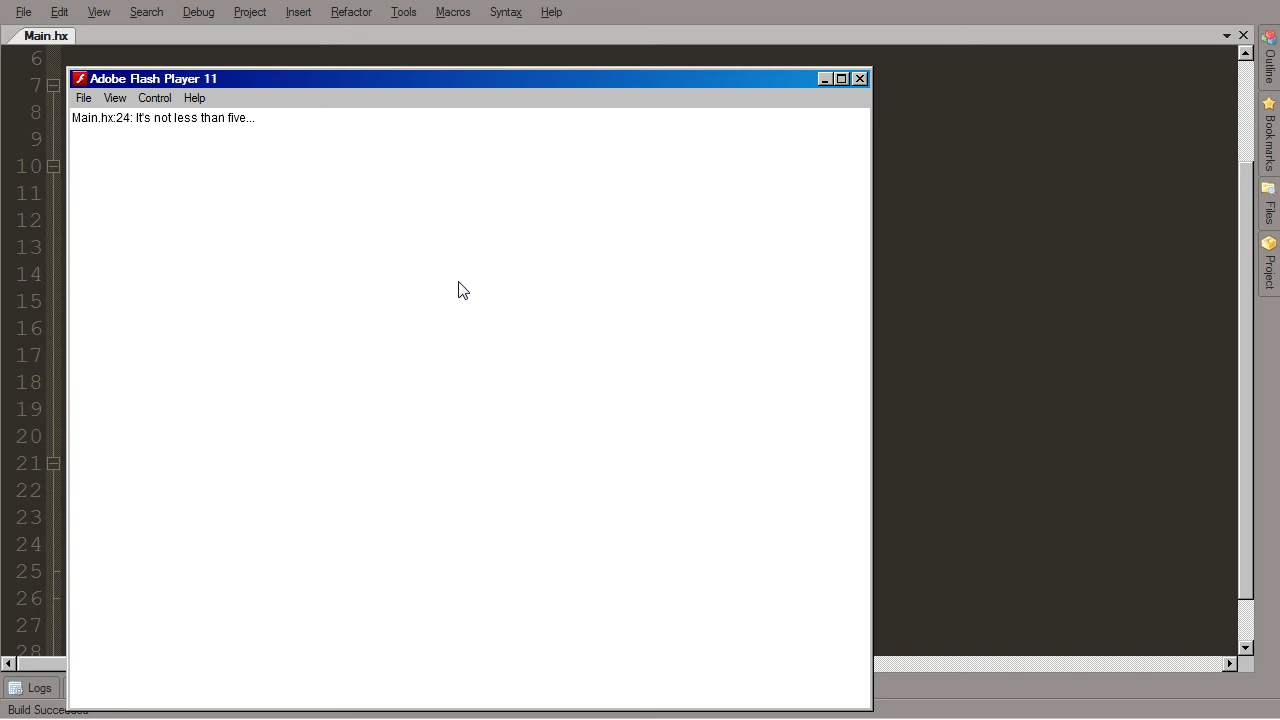 File Edit View Search Debug Project Insert Refactor Tools Macros Syntax Help
Main.hx
Outline
Bookmarks
Files
Project
6
7
8
9
10
11
12
13
14
15
16
17
18
19
20
21
22
23
24
25
26
27
28
Adobe Flash Player 11
File View Control Help
Main.hx:24: It's not less than five...
Logs
Build Succeeded